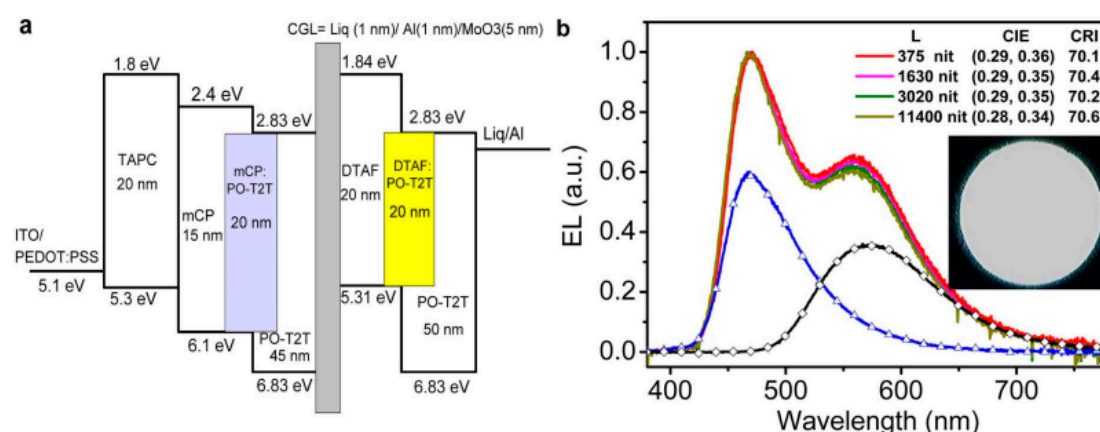 a
CGL= Liq (1 nm)/ Al(1 nm)/MoO3(5 nm)
1.8 eV
2.4 eV
2.83 eV
1.84 eV
2.83 eV
Liq/Al
TAPC
20 nm
mCP
15 nm
mCP:
PO-T2T
20 nm
DTAF
20 nm
DTAF:
PO-T2T
20 nm
ITO/
PEDOT:PSS
5.1 eV
5.3 eV
6.1 eV
PO-T2T
45 nm
6.83 eV
5.31 eV
PO-T2T
50 nm
6.83 eV
b
L CIE CRI
375 nit (0.29, 0.36) 70.1
1630 nit (0.29, 0.35) 70.4
3020 nit (0.29, 0.35) 70.2
11400 nit (0.28, 0.34) 70.6
EL (a.u.)
1.0
0.8
0.6
0.4
0.2
0.0
400 500 600 700
Wavelength (nm)